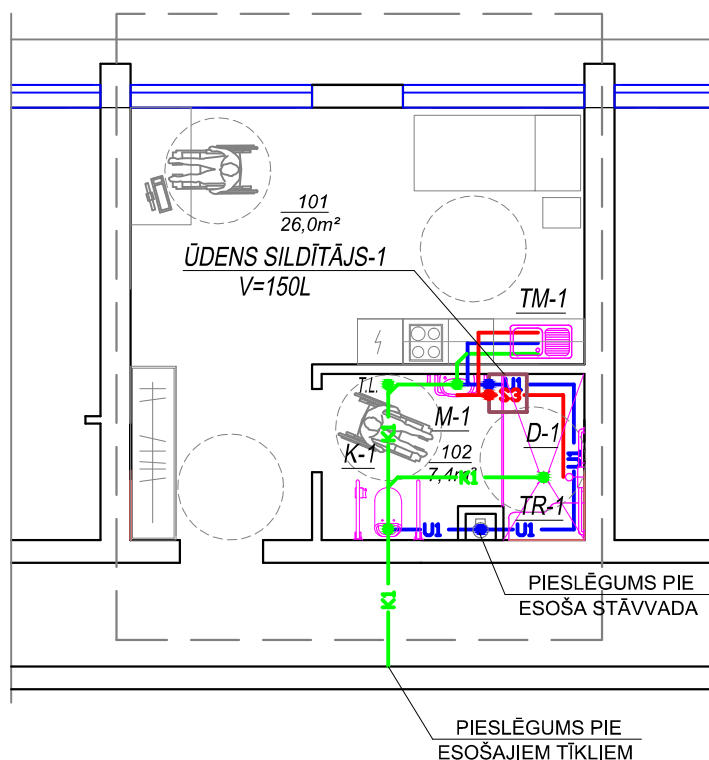 101
26,0m²
ŪDENS SILDĪTĀJS-1
V=150L
TM-1
T.L.
U1
S3
M-1
D-1
K1
K-1
102
7,4m²
K1
U1
TR-1
U1
U1
PIESLĒGUMS PIE
ESOŠA STĀVVADA
K1
PIESLĒGUMS PIE
ESOŠAJIEM TĪKLIEM